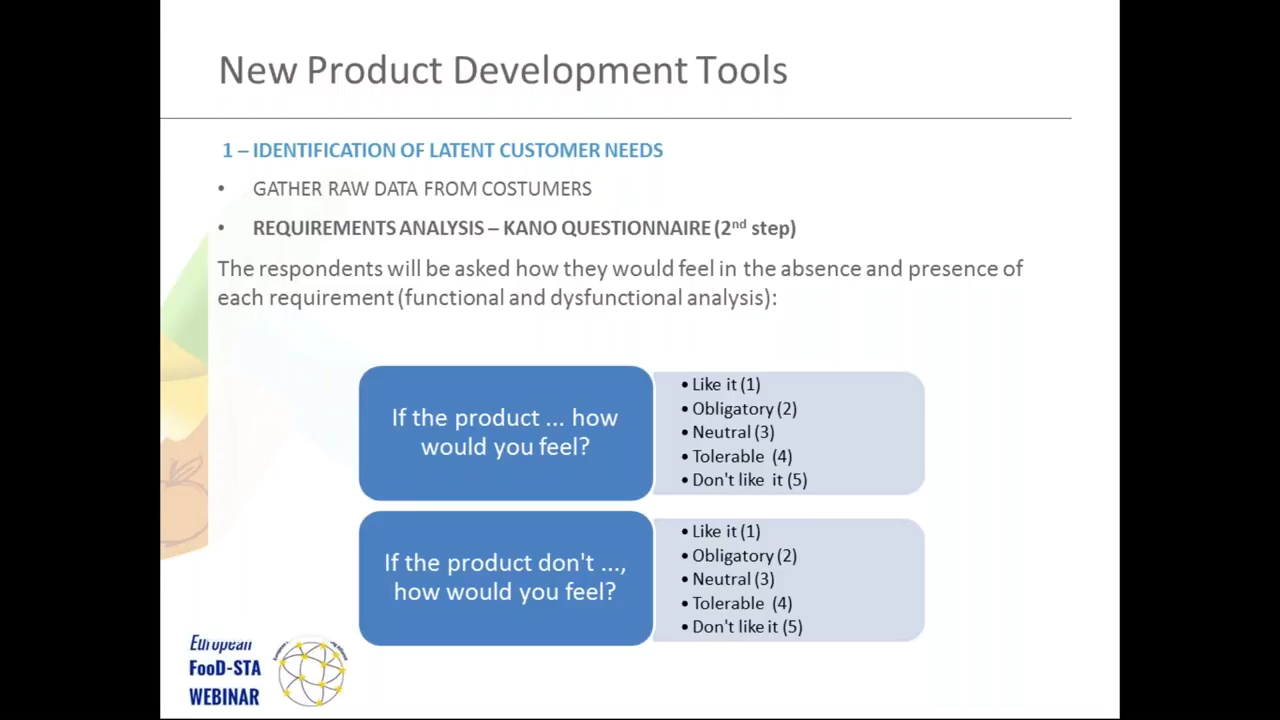 New Product Development Tools
1 – IDENTIFICATION OF LATENT CUSTOMER NEEDS
• GATHER RAW DATA FROM COSTUMERS
• REQUIREMENTS ANALYSIS – KANO QUESTIONNAIRE (2nd step)
The respondents will be asked how they would feel in the absence and presence of
each requirement (functional and dysfunctional analysis):
If the product ... how
would you feel?
• Like it (1)
• Obligatory (2)
• Neutral (3)
• Tolerable (4)
• Don't like it (5)
If the product don't ...,
how would you feel?
• Like it (1)
• Obligatory (2)
• Neutral (3)
• Tolerable (4)
• Don't like it (5)
European
FooD-STA
WEBINAR